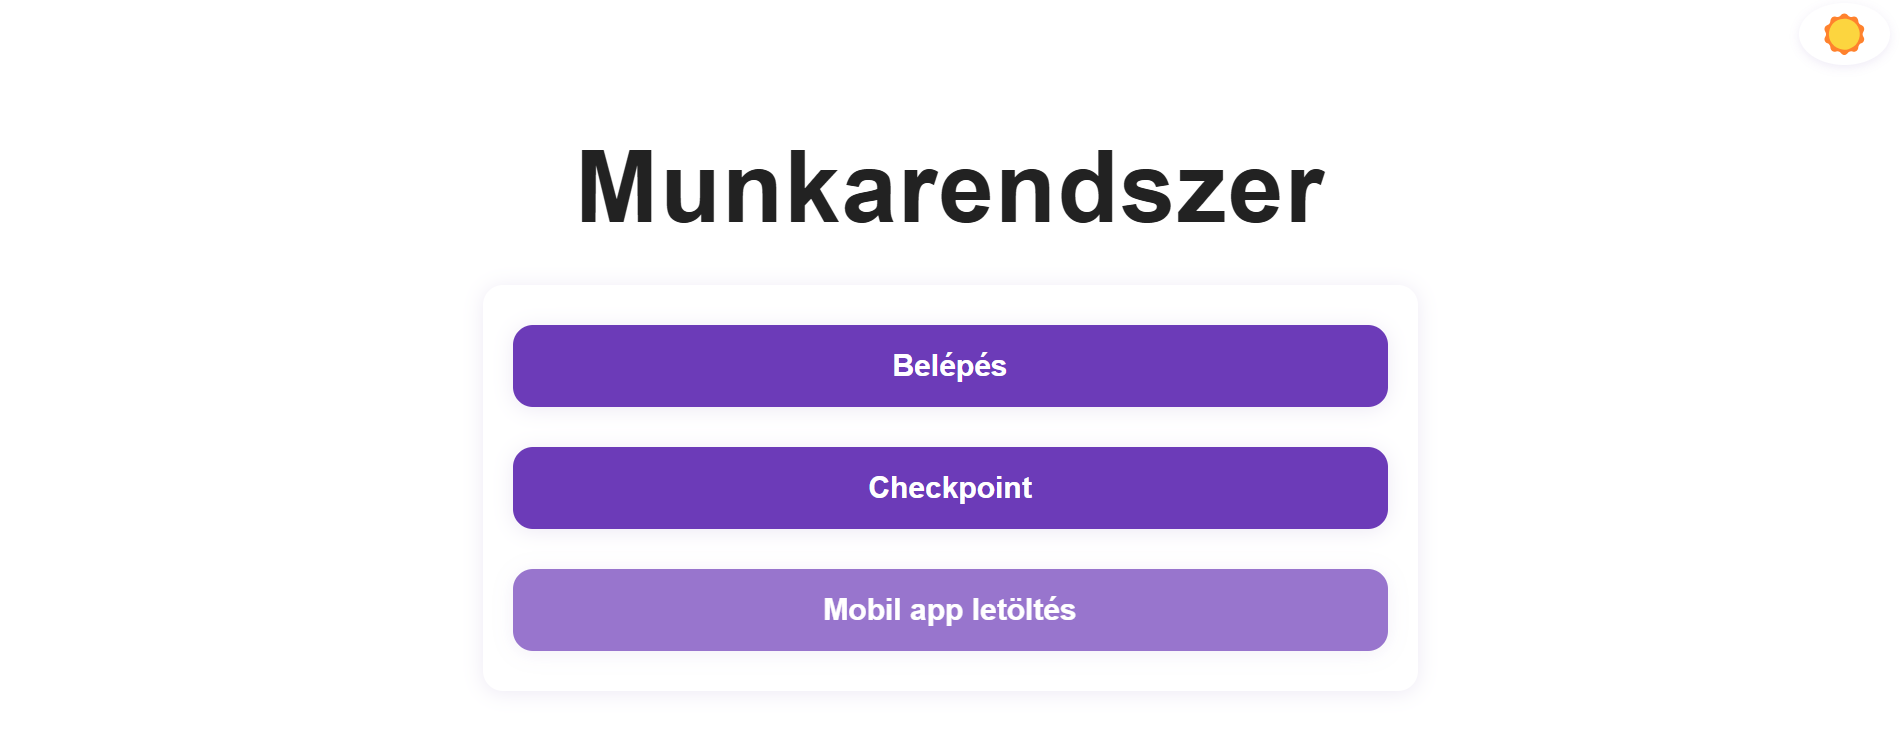 Munkarendszer
Belépés
Checkpoint
Mobil app letöltés